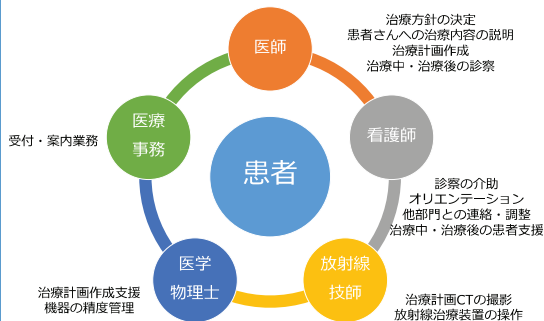 医師
治療方針の決定
患者さんへの治療内容の説明
治療計画作成
治療中・治療後の診察
医療
事務
受付・案内業務
看護師
患者
診察の介助
オリエンテーション
他部門との連絡・調整
治療中・治療後の患者支援
医学
物理士
治療計画作成支援
機器の精度管理
放射線
技師
治療計画CTの撮影
放射線治療装置の操作